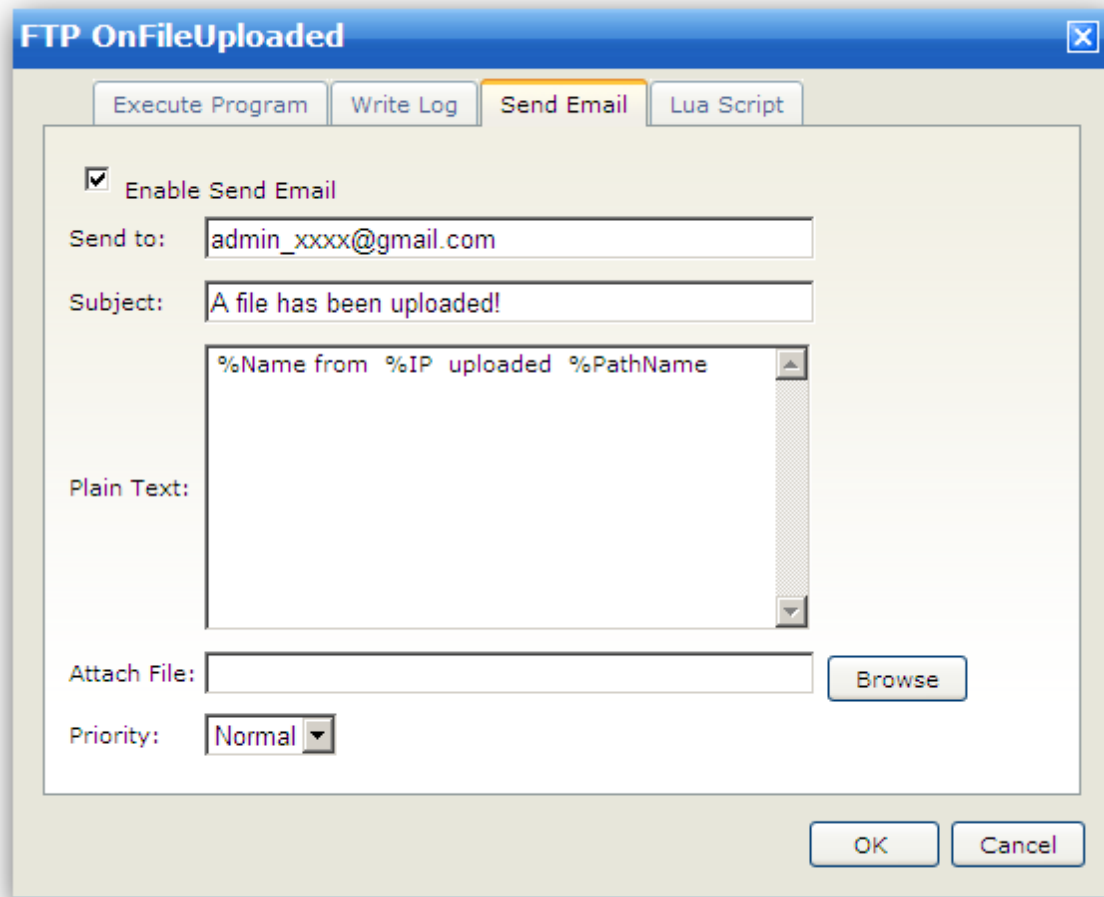 FTP OnFileUploaded
Execute Program Write Log Send Email Lua Script
Enable Send Email
Send to: admin_xxxx@gmail.com
Subject: A file has been uploaded!
%Name from %IP uploaded %PathName
Plain Text:
Attach File: Browse
Priority: Normal
OK Cancel